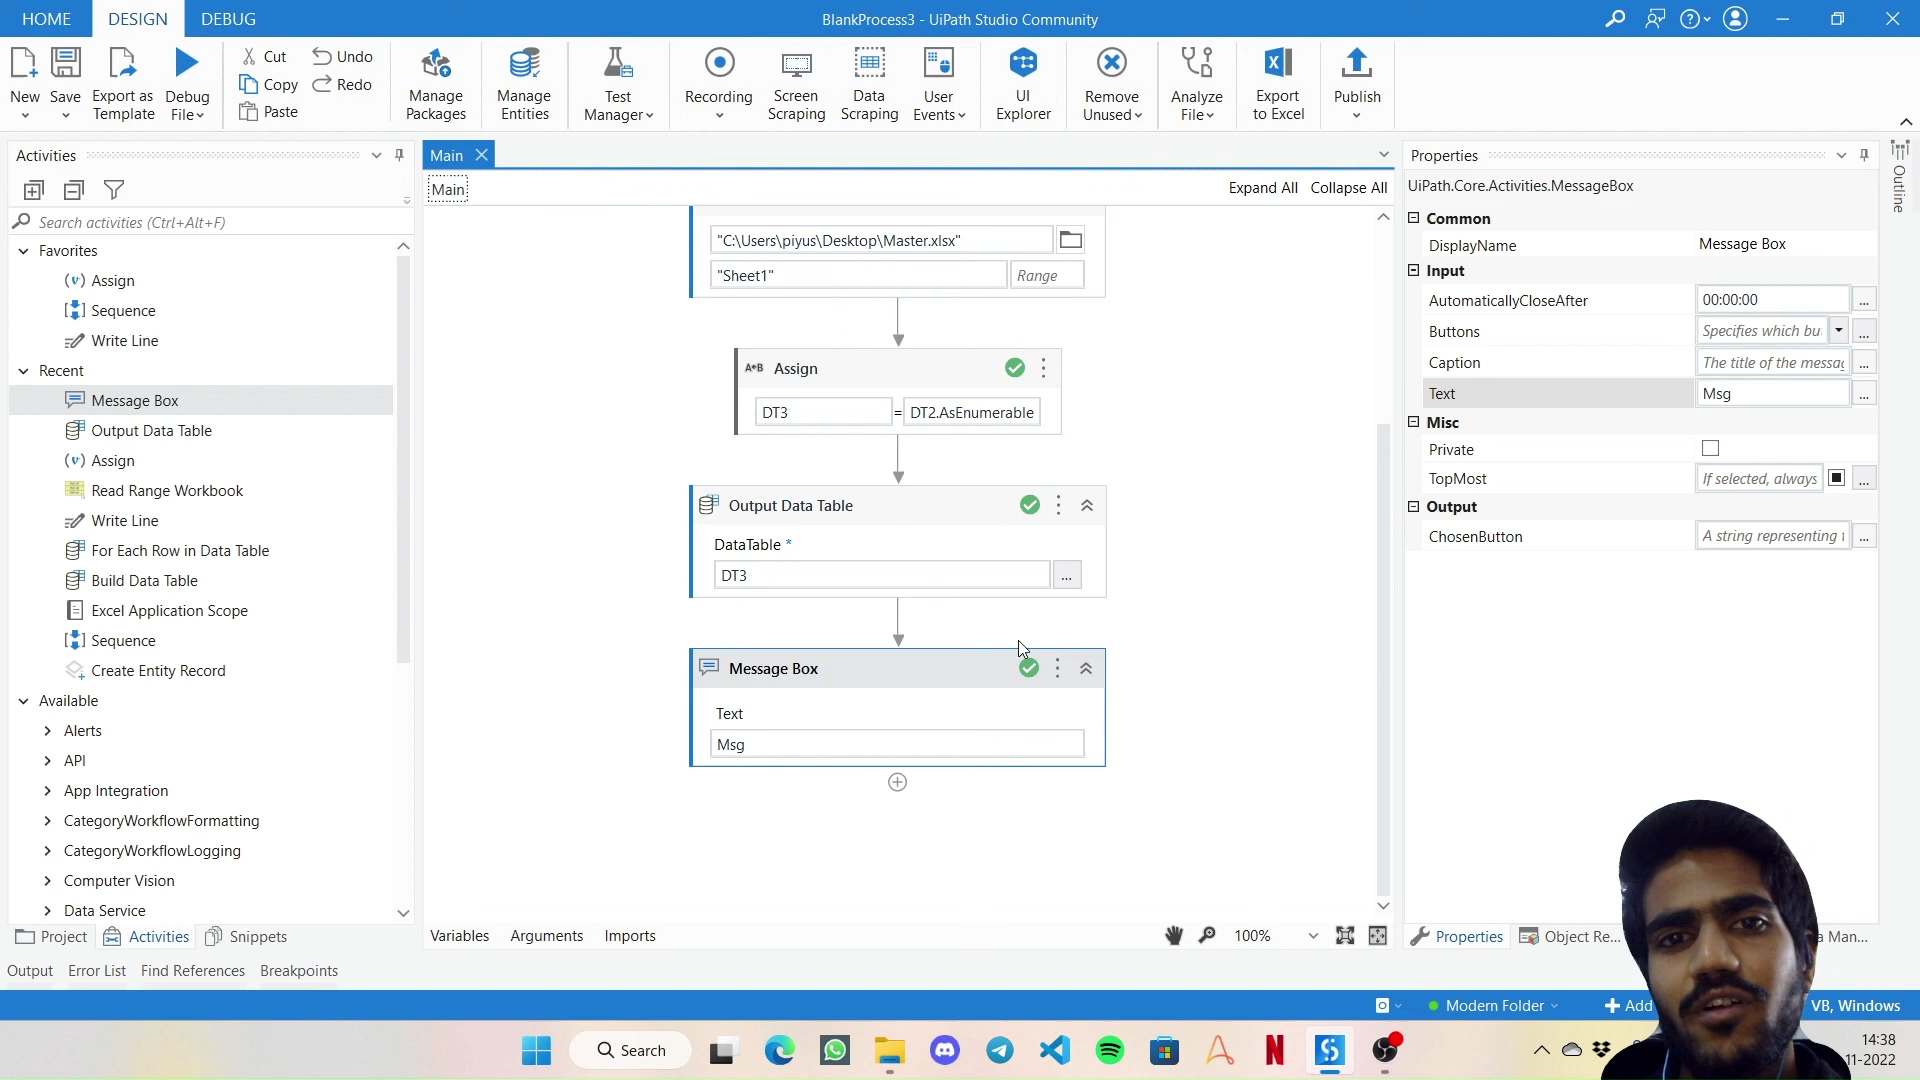 HOME DESIGN DEBUG
BlankProcess3 - UiPath Studio Community
New Save Export as Template Debug File
Cut Copy Paste
Undo Redo
Manage Packages
Manage Entities
Test Manager
Recording
Screen Scraping
Data Scraping
User Events
UI Explorer
Remove Unused
Analyze File
Export to Excel
Publish
Activities
Search activities (Ctrl+Alt+F)
Favorites
Assign
Sequence
Write Line
Recent
Message Box
Output Data Table
Assign
Read Range Workbook
Write Line
For Each Row in Data Table
Build Data Table
Excel Application Scope
Sequence
Create Entity Record
Available
Alerts
API
App Integration
CategoryWorkflowFormatting
CategoryWorkflowLogging
Computer Vision
Data Service
Project Activities Snippets
Main
Main
Expand All Collapse All
"C:\Users\piyus\Desktop\Master.xlsx"
"Sheet1" Range
A*B Assign
DT3 = DT2.AsEnumerable
Output Data Table
DataTable *
DT3 ...
Message Box
Text
Msg
Variables Arguments Imports
100%
Properties
UiPath.Core.Activities.MessageBox
Common
DisplayName Message Box
Input
AutomaticallyCloseAfter 00:00:00 ...
Buttons Specifies which bu ...
Caption The title of the messag ...
Text Msg ...
Misc
Private
TopMost If selected, always ...
Output
ChosenButton A string representing ...
Outline
Properties Object Re... a Man...
Output Error List Find References Breakpoints
Modern Folder Add VB, Windows
Search
14:38
11-2022